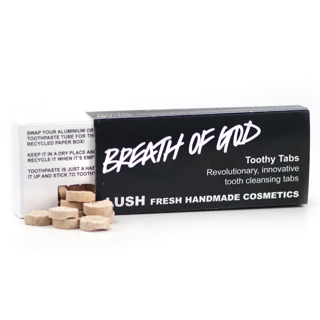 SWAP YOUR ALUMINIUM OR
TOOTHPASTE TUBE FOR THI
RECYCLED PAPER BOX!
KEEP IT IN A DRY PLACE AND
RECYCLE IT WHEN IT'S EMP
TOOTHPASTE IS JUST A HAB
IT UP AND STICK TO TOOTHY
BREATH OF GOD
Toothy Tabs
Revolutionary, innovative
tooth cleansing tabs
LUSH FRESH HANDMADE COSMETICS